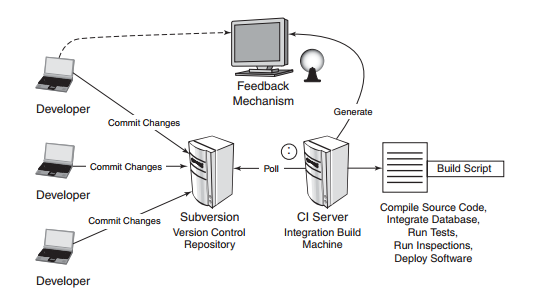 Feedback
Mechanism
Developer
Commit Changes
Generate
Developer
Commit Changes
Poll
:
Build Script
Commit Changes
Subversion
Version Control
Repository
CI Server
Integration Build
Machine
Compile Source Code,
Integrate Database,
Run Tests,
Run Inspections,
Deploy Software
Developer